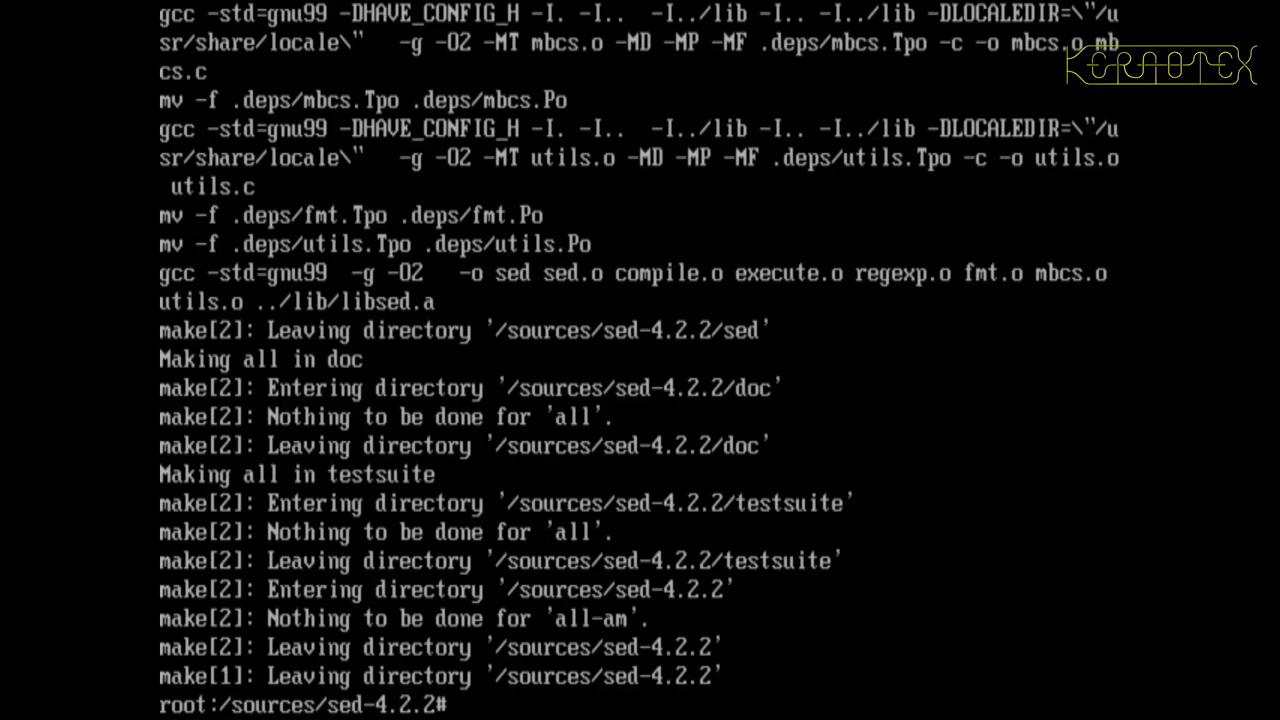 gcc -std=gnu99 -DHAVE_CONFIG_H -I. -I..  -I../lib -I.. -I../lib -DLOCALEDIR=\"/u
sr/share/locale\"   -g -O2 -MT mbcs.o -MD -MP -MF .deps/mbcs.Tpo -c -o mbcs.o mb
cs.c
mv -f .deps/mbcs.Tpo .deps/mbcs.Po
gcc -std=gnu99 -DHAVE_CONFIG_H -I. -I..  -I../lib -I.. -I../lib -DLOCALEDIR=\"/u
sr/share/locale\"   -g -O2 -MT utils.o -MD -MP -MF .deps/utils.Tpo -c -o utils.o
 utils.c
mv -f .deps/fmt.Tpo .deps/fmt.Po
mv -f .deps/utils.Tpo .deps/utils.Po
gcc -std=gnu99  -g -O2   -o sed sed.o compile.o execute.o regexp.o fmt.o mbcs.o
utils.o ../lib/libsed.a
make[2]: Leaving directory '/sources/sed-4.2.2/sed'
Making all in doc
make[2]: Entering directory '/sources/sed-4.2.2/doc'
make[2]: Nothing to be done for 'all'.
make[2]: Leaving directory '/sources/sed-4.2.2/doc'
Making all in testsuite
make[2]: Entering directory '/sources/sed-4.2.2/testsuite'
make[2]: Nothing to be done for 'all'.
make[2]: Leaving directory '/sources/sed-4.2.2/testsuite'
make[2]: Entering directory '/sources/sed-4.2.2'
make[2]: Nothing to be done for 'all-am'.
make[2]: Leaving directory '/sources/sed-4.2.2'
make[1]: Leaving directory '/sources/sed-4.2.2'
root:/sources/sed-4.2.2#